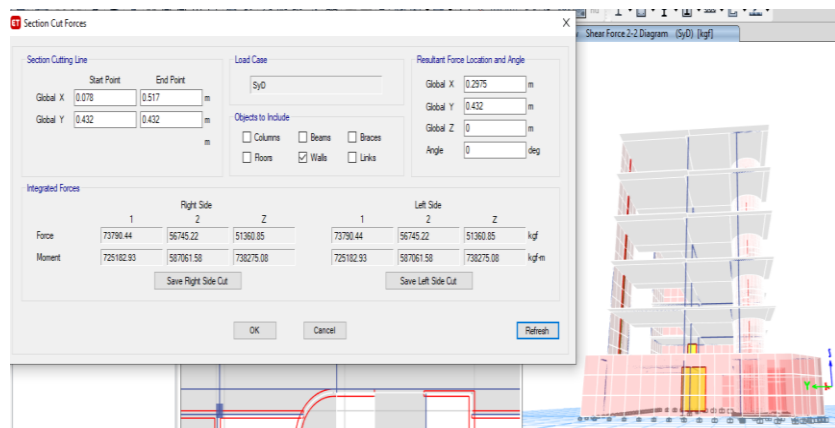 ET Section Cut Forces X
Shear Force 2-2 Diagram (SyD) [kgf]
Section Cutting Line
Start Point End Point
Global X 0.078 0.517 m
Global Y 0.432 0.432 m
m
Load Case
SyD
Objects to Include
Columns Beams Braces
Floors Walls Links
Resultant Force Location and Angle
Global X 0.2975 m
Global Y 0.432 m
Global Z 0 m
Angle 0 deg
Integrated Forces
Right Side Left Side
1 2 Z 1 2 Z
Force 73790.44 56745.22 51360.85 73790.44 56745.22 51360.85 kgf
Moment 725182.93 587061.58 738275.08 725182.93 587061.58 738275.08 kgf-m
Save Right Side Cut Save Left Side Cut
OK Cancel Refresh
Y